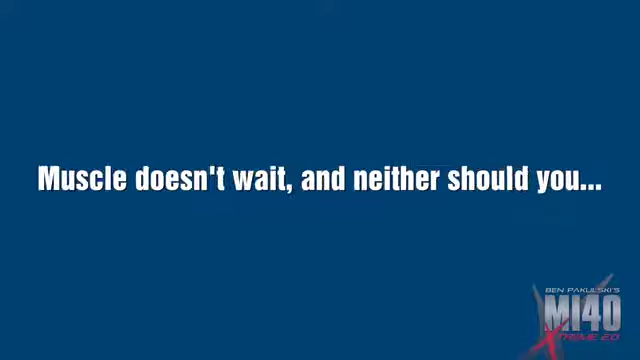 Muscle doesn't wait, and neither should you...
BEN PAKULSKI'S
MI40
XTREME 2.0